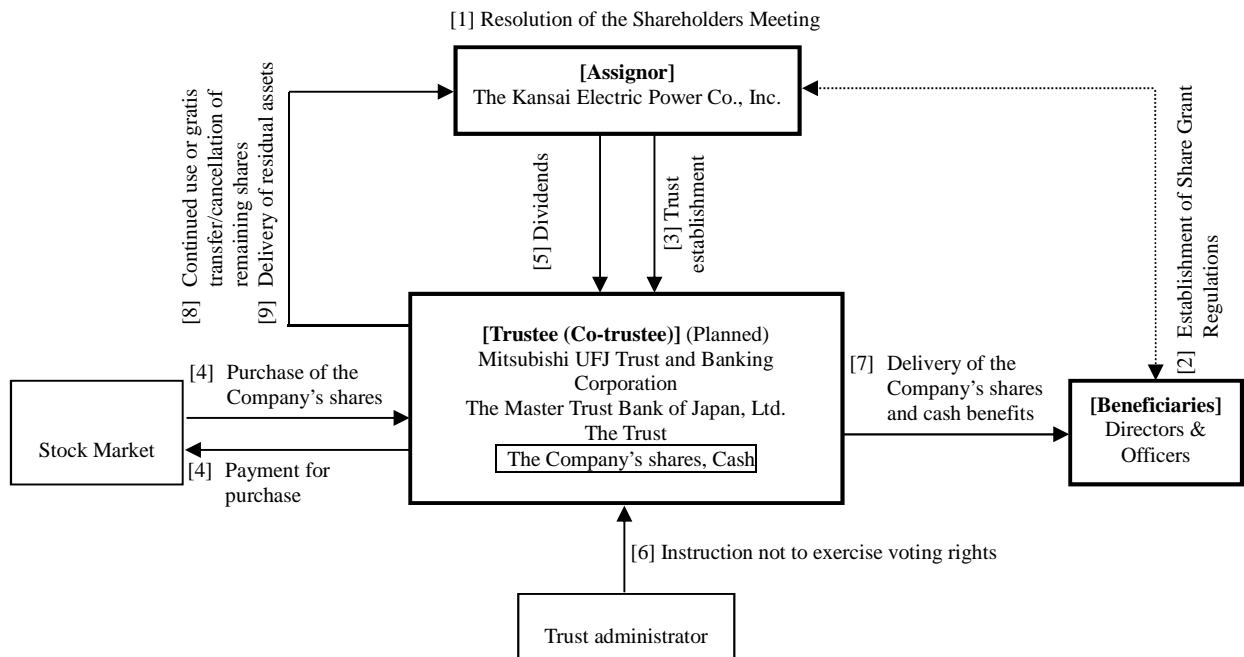 [1] Resolution of the Shareholders Meeting
[Assignor]
The Kansai Electric Power Co., Inc.
[8] Continued use or gratis
transfer/cancellation of
remaining shares
[9] Delivery of residual assets
[5] Dividends
[3] Trust
establishment
[2] Establishment of Share Grant
Regulations
[Trustee (Co-trustee)] (Planned)
Mitsubishi UFJ Trust and Banking
Corporation
The Master Trust Bank of Japan, Ltd.
The Trust
The Company's shares, Cash
[4] Purchase of the
Company's shares
Stock Market
[4] Payment for
purchase
[7] Delivery of the
Company's shares
and cash benefits
[Beneficiaries]
Directors &
Officers
[6] Instruction not to exercise voting rights
Trust administrator